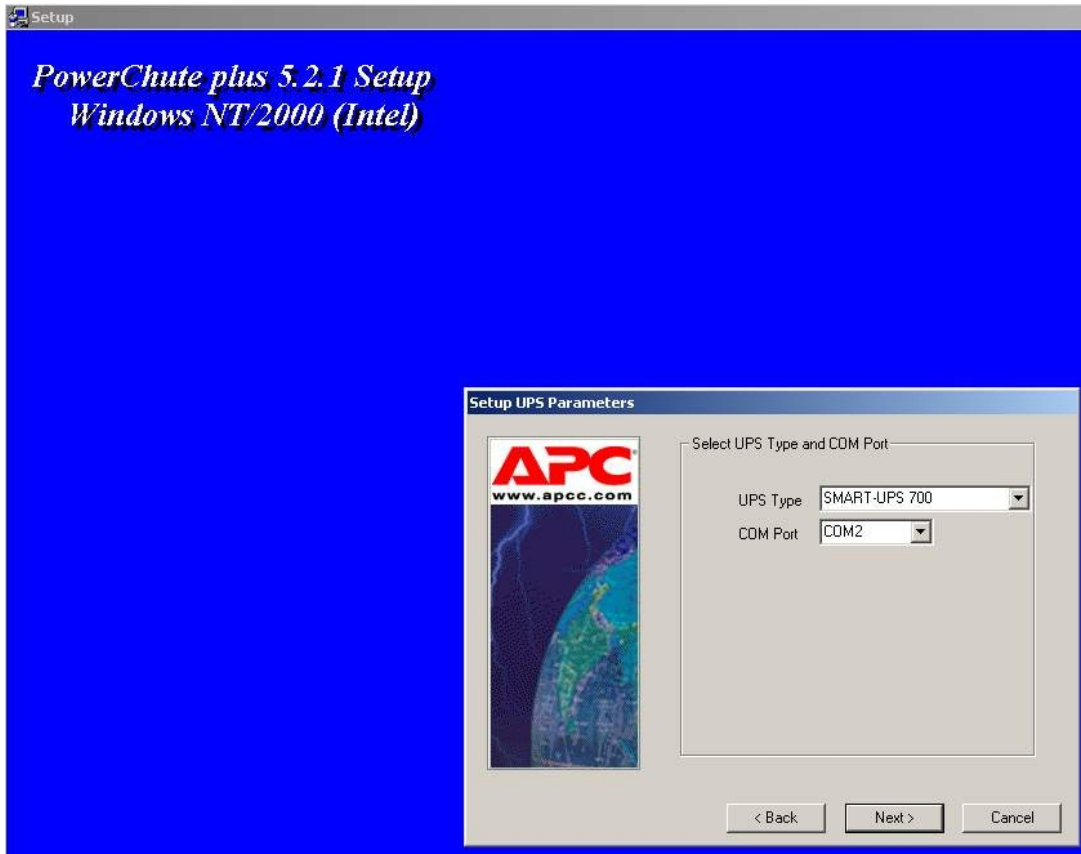 Setup
PowerChute plus 5.2.1 Setup
Windows NT/2000 (Intel)
Setup UPS Parameters
APC
www.apcc.com
Select UPS Type and COM Port
UPS Type SMART-UPS 700
COM Port COM2
< Back Next > Cancel